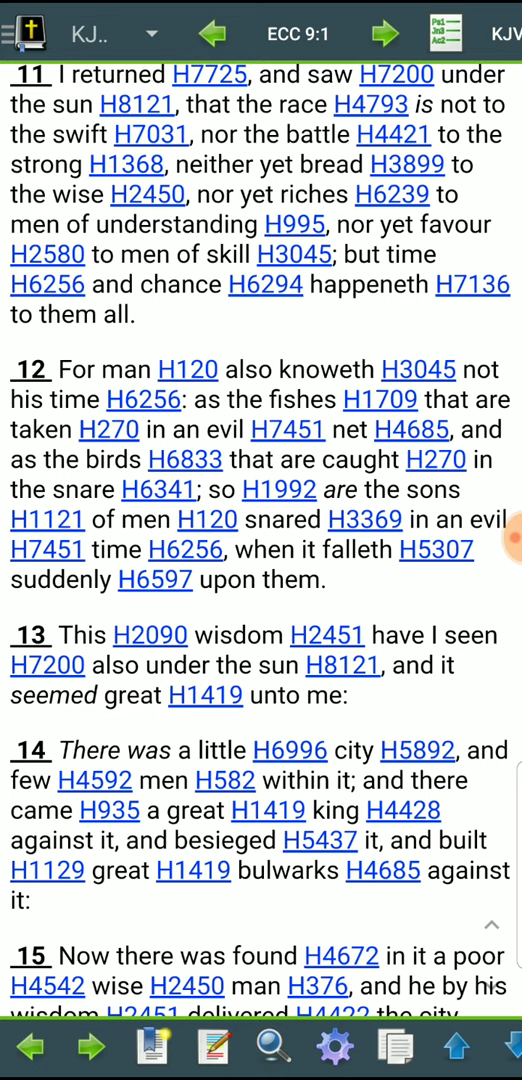 KJ.. ECC 9:1 Ps1 Jn3 Ac2 KJV
11 I returned H7725, and saw H7200 under
the sun H8121, that the race H4793 is not to
the swift H7031, nor the battle H4421 to the
strong H1368, neither yet bread H3899 to
the wise H2450, nor yet riches H6239 to
men of understanding H995, nor yet favour
H2580 to men of skill H3045; but time
H6256 and chance H6294 happeneth H7136
to them all.
12 For man H120 also knoweth H3045 not
his time H6256: as the fishes H1709 that are
taken H270 in an evil H7451 net H4685, and
as the birds H6833 that are caught H270 in
the snare H6341; so H1992 are the sons
H1121 of men H120 snared H3369 in an evil
H7451 time H6256, when it falleth H5307
suddenly H6597 upon them.
13 This H2090 wisdom H2451 have I seen
H7200 also under the sun H8121, and it
seemed great H1419 unto me:
14 There was a little H6996 city H5892, and
few H4592 men H582 within it; and there
came H935 a great H1419 king H4428
against it, and besieged H5437 it, and built
H1129 great H1419 bulwarks H4685 against
it:
15 Now there was found H4672 in it a poor
H4542 wise H2450 man H376, and he by his
wisdom H2451 delivered H4422 the city